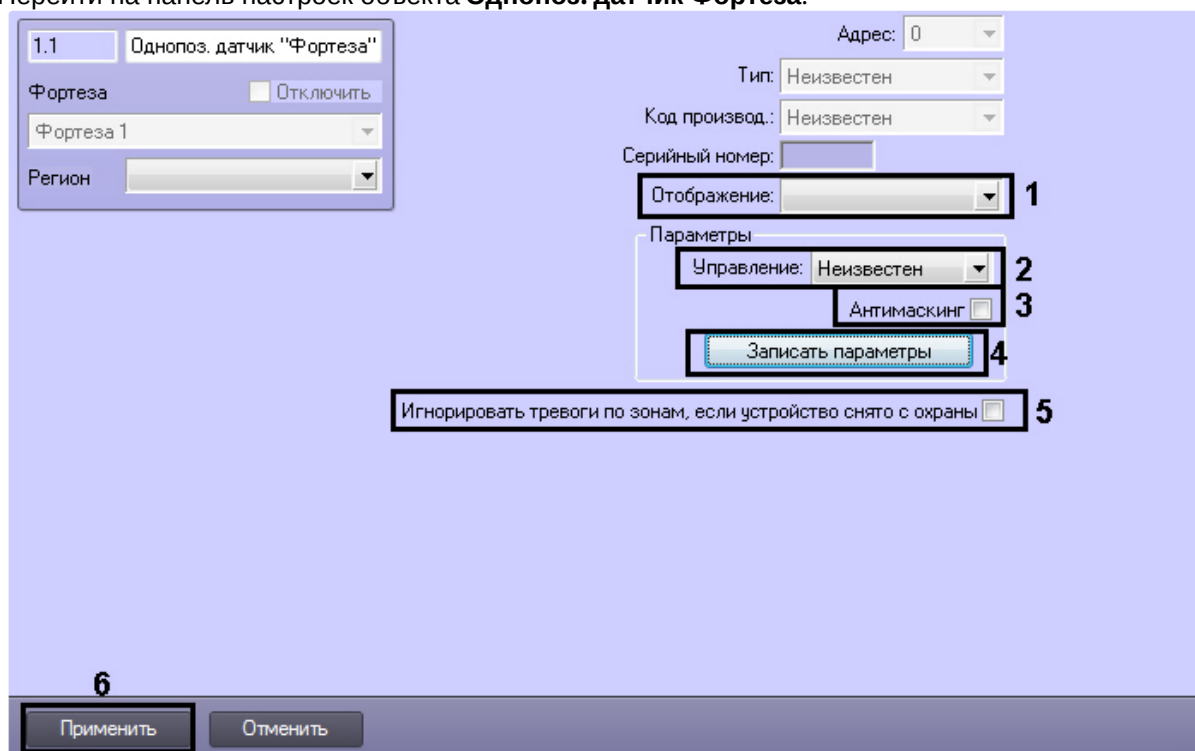 Перейти на панель настроек объекта Однопоз. датчик Фортеза.
1.1 Однопоз. датчик "Фортеза"
Фортеза Отключить
Фортеза 1
Регион
Адрес: 0
Тип: Неизвестен
Код производ.: Неизвестен
Серийный номер:
Отображение: 1
Параметры
Управление: Неизвестен 2
Антимаскинг 3
Записать параметры 4
Игнорировать тревоги по зонам, если устройство снято с охраны 5
6
Применить Отменить